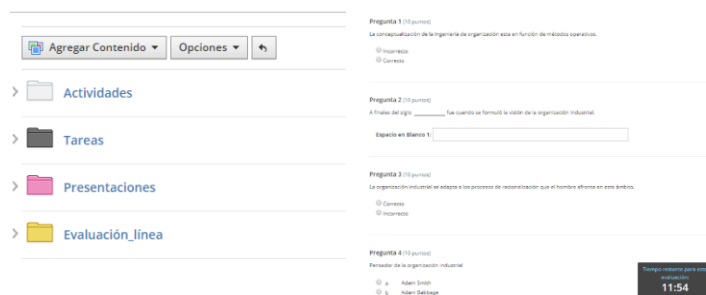 Agregar Contenido
Opciones
Actividades
Tareas
Presentaciones
Evaluación_línea
Pregunta 1 (10 puntos)
La conceptualización de la ingeniería de organización esta en función de métodos operativos.
Incorrecto
Correcto
Pregunta 2 (10 puntos)
A finales del siglo __________ fue cuando se formuló la visión de la organización industrial.
Espacio en Blanco 1:
Pregunta 3 (10 puntos)
La organización industrial se adapta a los procesos de racionalización que el hombre afronta en este ámbito.
Correcto
Incorrecto
Pregunta 4 (10 puntos)
Pensador de la organización industrial
a Adam Smith
b Adam Babbage
Tiempo restante para esta
evaluación:
11:54